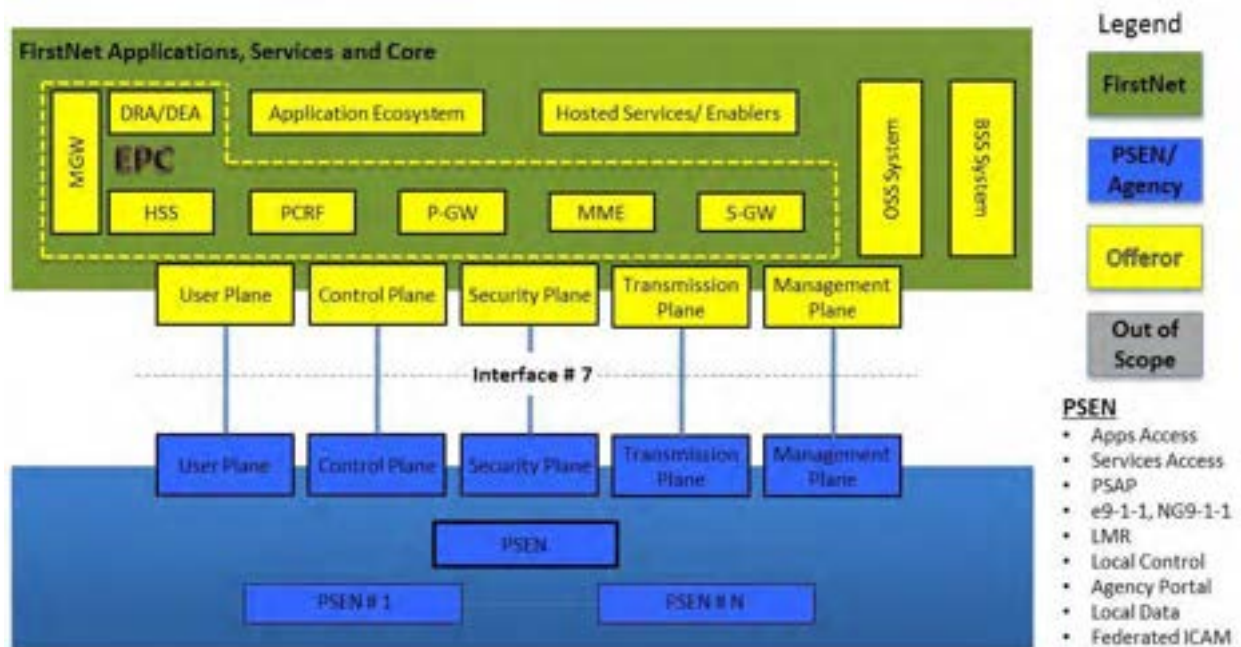 FirstNet Applications, Services and Core
MGW
DRA/DEA
Application Ecosystem
Hosted Services/ Enablers
OSS System
BSS System
EPC
HSS
PCRF
P-GW
MME
S-GW
User Plane
Control Plane
Security Plane
Transmission
Plane
Management
Plane
Interface # 7
User Plane
Control Plane
Security Plane
Transmission
Plane
Management
Plane
PSEN
PSEN # 1
PSEN # N
Legend
FirstNet
PSEN/
Agency
Offeror
Out of
Scope
PSEN
• Apps Access
• Services Access
• PSAP
• e9-1-1, NG9-1-1
• LMR
• Local Control
• Agency Portal
• Local Data
• Federated ICAM